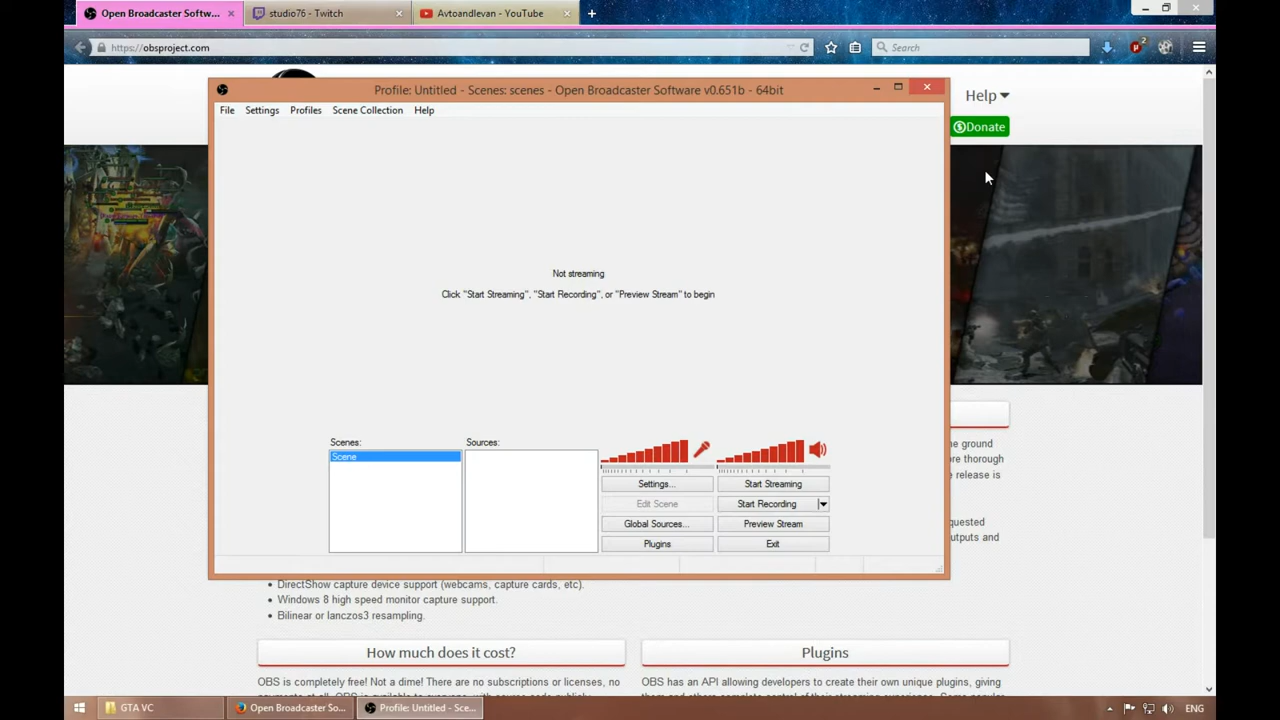 Open Broadcaster Softw...
studio76 - Twitch
Avtoandlevan - YouTube
https://obsproject.com
Search
2
Help
Donate
Profile: Untitled - Scenes: scenes - Open Broadcaster Software v0.651b - 64bit
File Settings Profiles Scene Collection Help
Not streaming
Click "Start Streaming", "Start Recording", or "Preview Stream" to begin
Scenes:
Scene
Sources:
Settings...
Start Streaming
Edit Scene
Start Recording
Global Sources...
Preview Stream
Plugins
Exit
e ground
ore thorough
e release is
quested
utputs and
• DirectShow capture device support (webcams, capture cards, etc).
• Windows 8 high speed monitor capture support.
• Bilinear or lanczos3 resampling.
How much does it cost?
Plugins
OBS is completely free! Not a dime! There are no subscriptions or licenses, no
OBS has an API allowing developers to create their own unique plugins, giving
GTA VC
Open Broadcaster So...
Profile: Untitled - Sce...
ENG